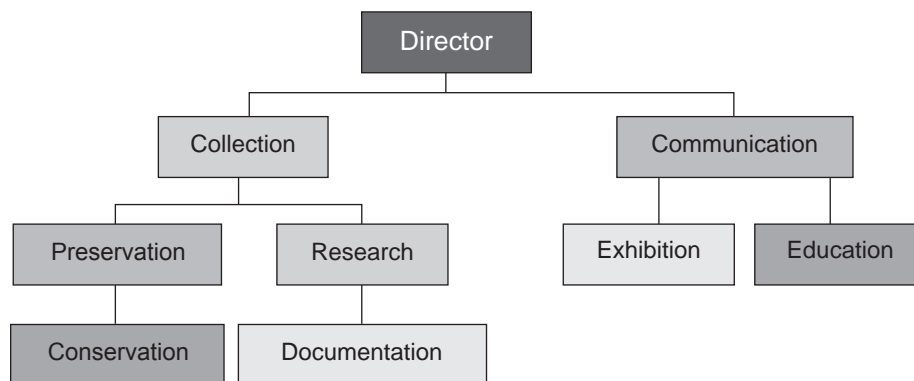 Director
Collection
Communication
Preservation
Research
Exhibition
Education
Conservation
Documentation